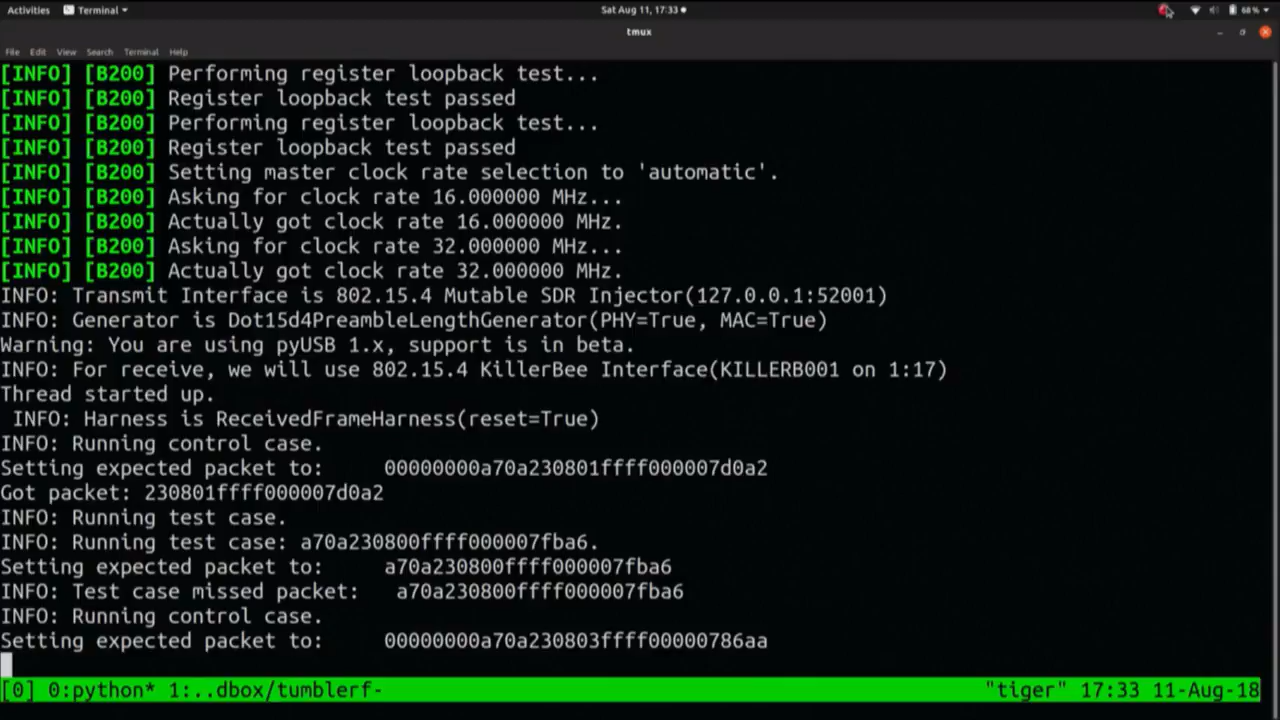 Activities Terminal Sat Aug 11, 17:33 68%
tmux
File Edit View Search Terminal Help
[INFO] [B200] Performing register loopback test...
[INFO] [B200] Register loopback test passed
[INFO] [B200] Performing register loopback test...
[INFO] [B200] Register loopback test passed
[INFO] [B200] Setting master clock rate selection to 'automatic'.
[INFO] [B200] Asking for clock rate 16.000000 MHz...
[INFO] [B200] Actually got clock rate 16.000000 MHz.
[INFO] [B200] Asking for clock rate 32.000000 MHz...
[INFO] [B200] Actually got clock rate 32.000000 MHz.
INFO: Transmit Interface is 802.15.4 Mutable SDR Injector(127.0.0.1:52001)
INFO: Generator is Dot15d4PreambleLengthGenerator(PHY=True, MAC=True)
Warning: You are using pyUSB 1.x, support is in beta.
INFO: For receive, we will use 802.15.4 KillerBee Interface(KILLERB001 on 1:17)
Thread started up.
INFO: Harness is ReceivedFrameHarness(reset=True)
INFO: Running control case.
Setting expected packet to: 00000000a70a230801ffff000007d0a2
Got packet: 230801ffff000007d0a2
INFO: Running test case.
INFO: Running test case: a70a230800ffff000007fba6.
Setting expected packet to: a70a230800ffff000007fba6
INFO: Test case missed packet: a70a230800ffff000007fba6
INFO: Running control case.
Setting expected packet to: 00000000a70a230803ffff00000786aa
[0] 0:python* 1:..dbox/tumblerf- "tiger" 17:33 11-Aug-18